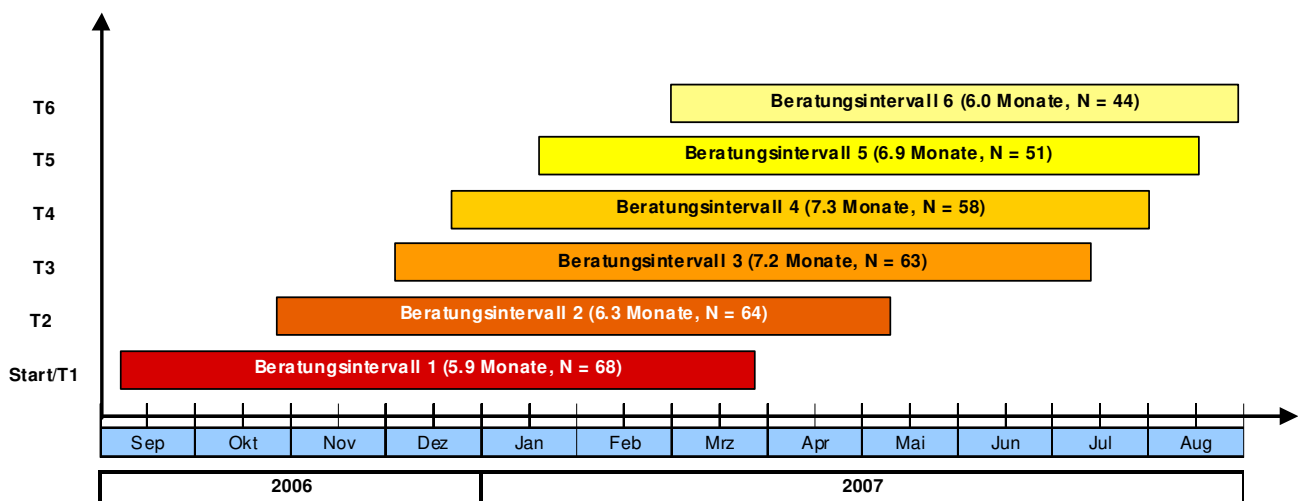 T6 Beratungsintervall 6 (6.0 Monate, N = 44)
T5 Beratungsintervall 5 (6.9 Monate, N = 51)
T4 Beratungsintervall 4 (7.3 Monate, N = 58)
T3 Beratungsintervall 3 (7.2 Monate, N = 63)
T2 Beratungsintervall 2 (6.3 Monate, N = 64)
Start/T1 Beratungsintervall 1 (5.9 Monate, N = 68)
Sep Okt Nov Dez Jan Feb Mrz Apr Mai Jun Jul Aug
2006 2007